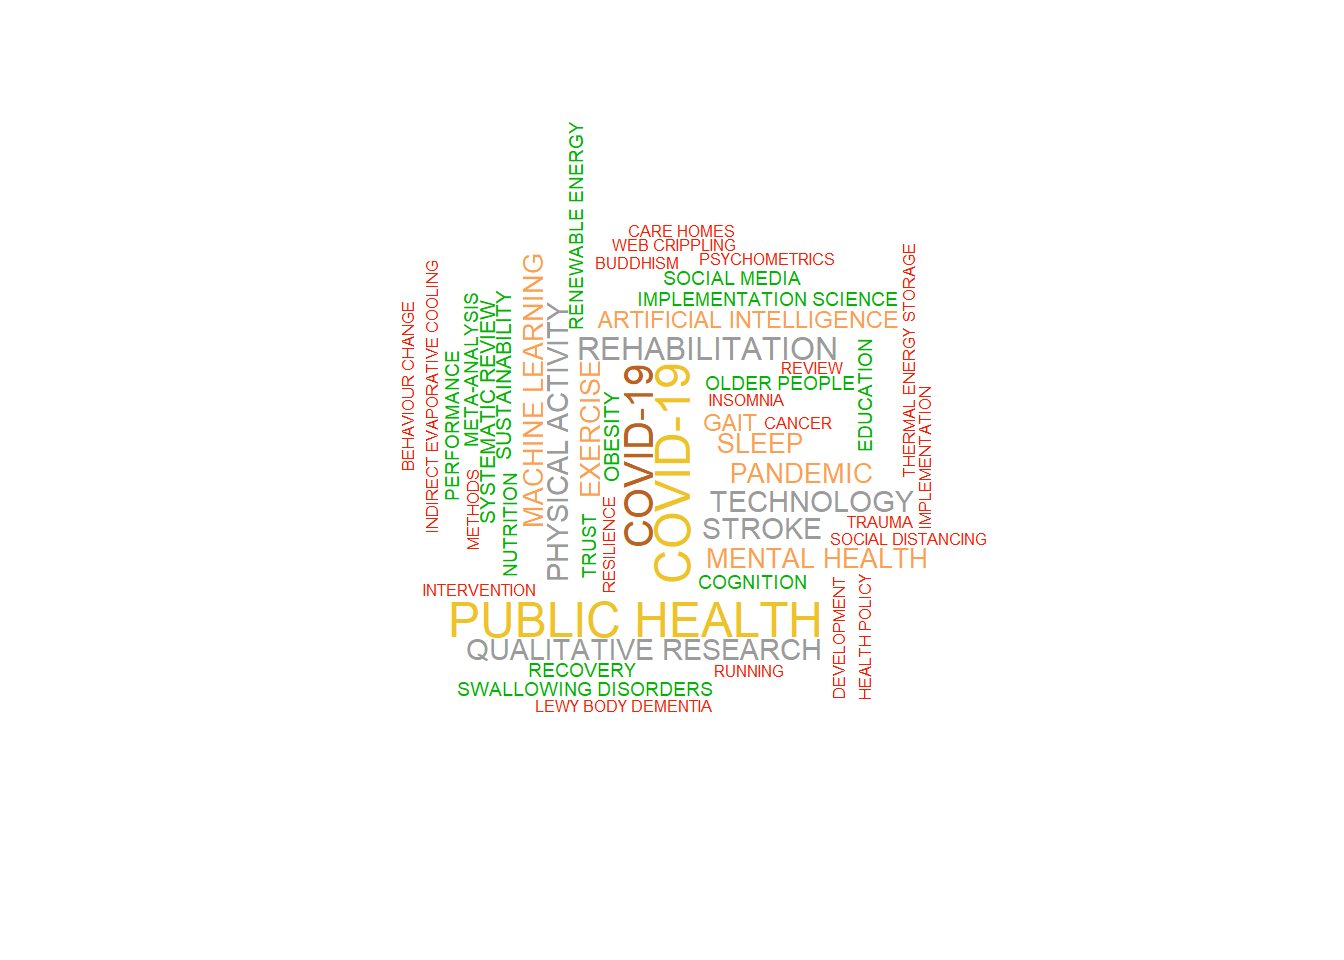 RENEWABLE ENERGY
CARE HOMES
WEB CRIPPLING
BUDDHISM
PSYCHOMETRICS
SOCIAL MEDIA
IMPLEMENTATION SCIENCE
ARTIFICIAL INTELLIGENCE
REHABILITATION
BEHAVIOUR CHANGE
INDIRECT EVAPORATIVE COOLING
PERFORMANCE
META-ANALYSIS
METHODS
SYSTEMATIC REVIEW
SUSTAINABILITY
NUTRITION
MACHINE LEARNING
PHYSICAL ACTIVITY
EXERCISE
TRUST
OBESITY
RESILIENCE
COVID-19
COVID-19
REVIEW
OLDER PEOPLE
INSOMNIA
GAIT
CANCER
SLEEP
EDUCATION
THERMAL ENERGY STORAGE
IMPLEMENTATION
PANDEMIC
TECHNOLOGY
STROKE
TRAUMA
SOCIAL DISTANCING
MENTAL HEALTH
COGNITION
DEVELOPMENT
HEALTH POLICY
INTERVENTION
PUBLIC HEALTH
QUALITATIVE RESEARCH
RECOVERY
RUNNING
SWALLOWING DISORDERS
LEWY BODY DEMENTIA